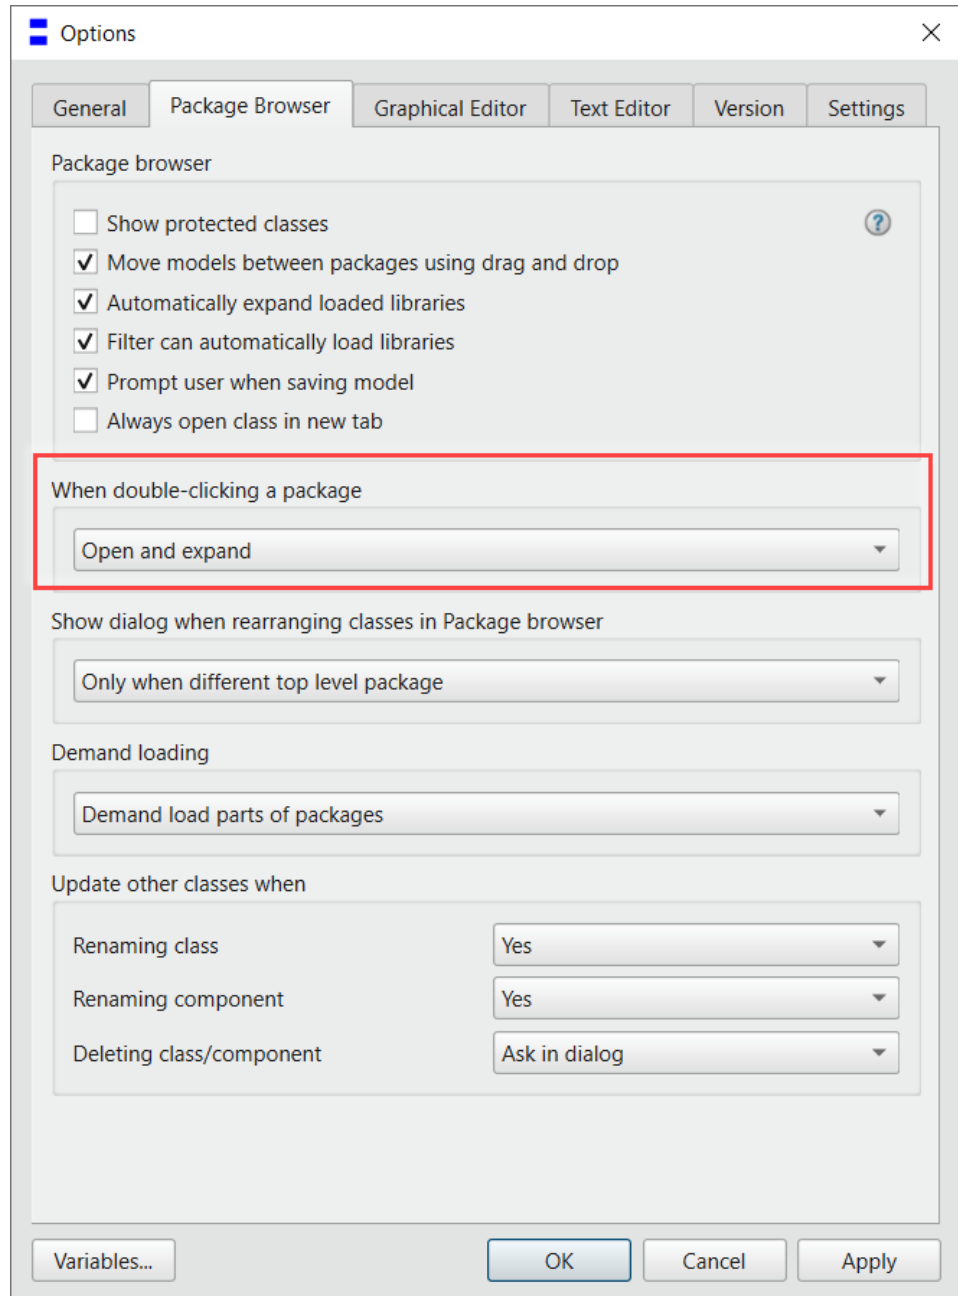 Options
General
Package Browser
Graphical Editor
Text Editor
Version
Settings
Package browser
Show protected classes
?
Move models between packages using drag and drop
Automatically expand loaded libraries
Filter can automatically load libraries
Prompt user when saving model
Always open class in new tab
When double-clicking a package
Open and expand
Show dialog when rearranging classes in Package browser
Only when different top level package
Demand loading
Demand load parts of packages
Update other classes when
Renaming class
Yes
Renaming component
Yes
Deleting class/component
Ask in dialog
Variables...
OK
Cancel
Apply